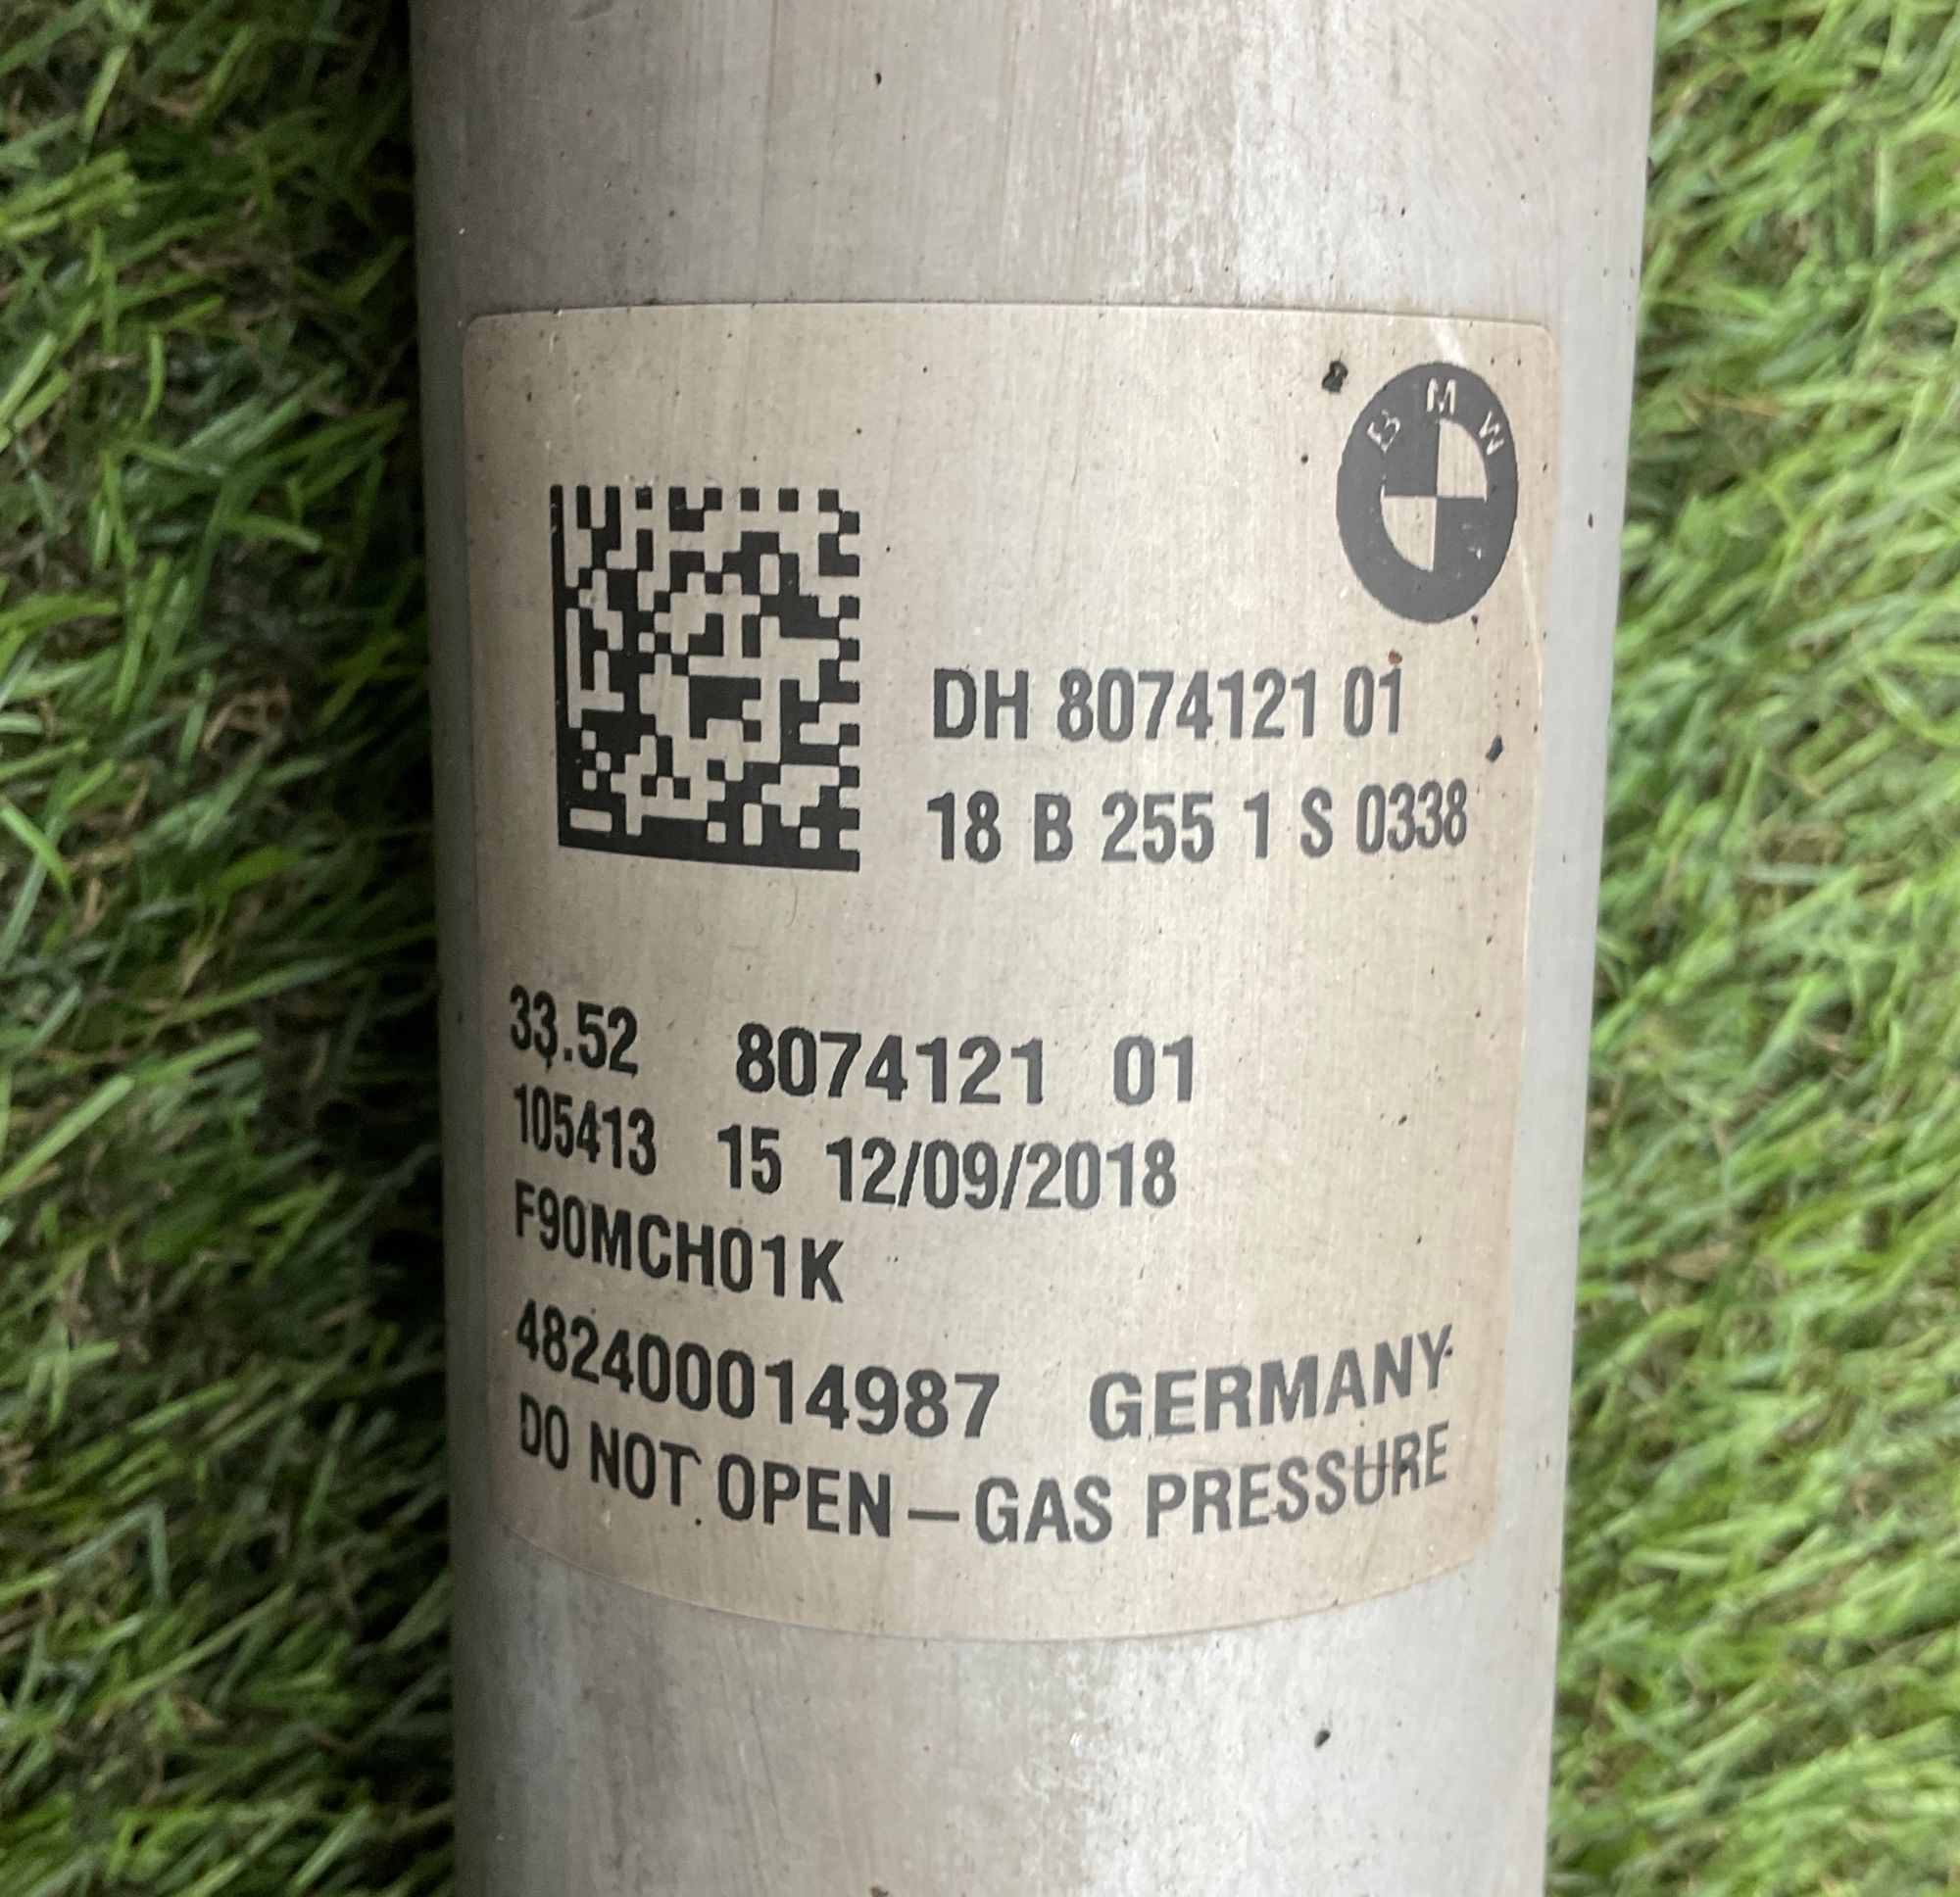 BMW
DH 8074121 01
18 B 255 1 S 0338
33.52 8074121 01
105413 15 12/09/2018
F90MCH01K
482400014987 GERMANY
DO NOT OPEN – GAS PRESSURE